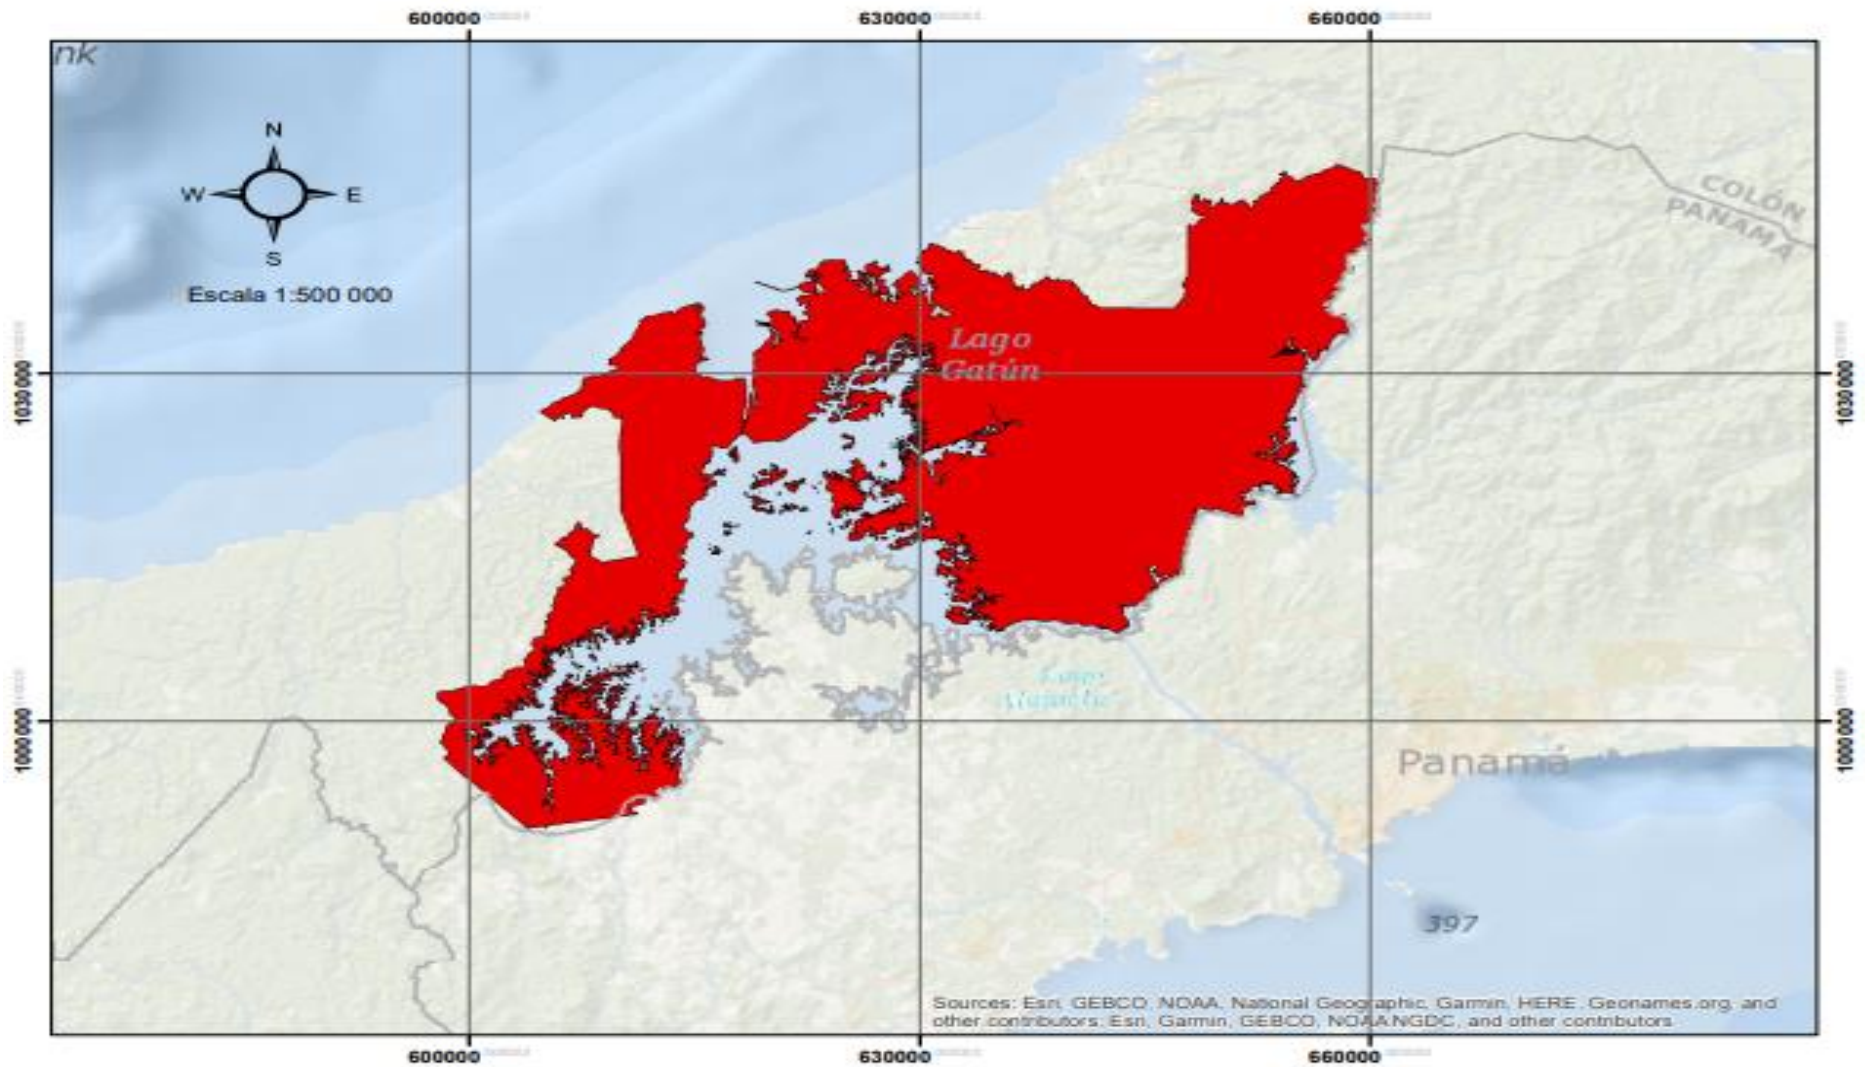 600000 630000 660000
nk
N
W E
S
Escala 1:500 000
COLÓN
PANAMÁ
1030000 1030000
Lago
Gatún
Lago
Alajuela
1000000 1000000
Panamá
397
Sources: Esri, GEBCO, NOAA, National Geographic, Garmin, HERE, Geonames.org, and
other contributors, Esri, Garmin, GEBCO, NOAA NGDC, and other contributors
600000 630000 660000